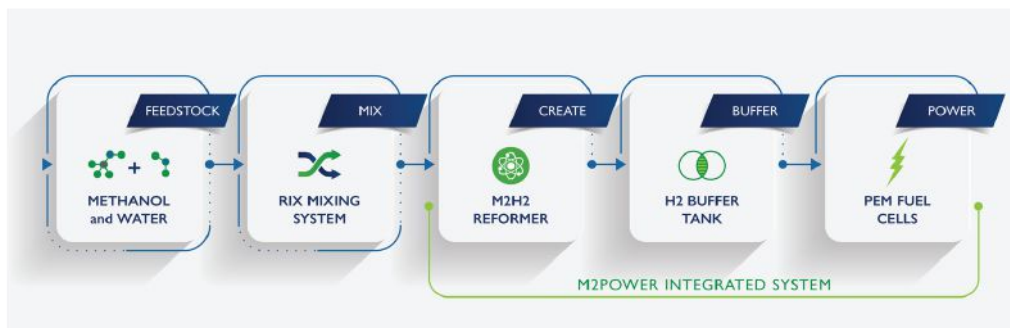 FEEDSTOCK
METHANOL
and WATER
MIX
RIX MIXING
SYSTEM
CREATE
M2H2
REFORMER
BUFFER
H2 BUFFER
TANK
POWER
PEM FUEL
CELLS
M2POWER INTEGRATED SYSTEM